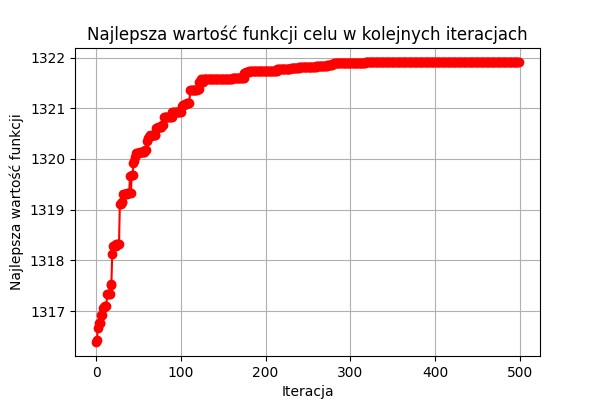 Najlepsza wartość funkcji celu w kolejnych iteracjach
Najlepsza wartość funkcji
1322
1321
1320
1319
1318
1317
0 100 200 300 400 500
Iteracja